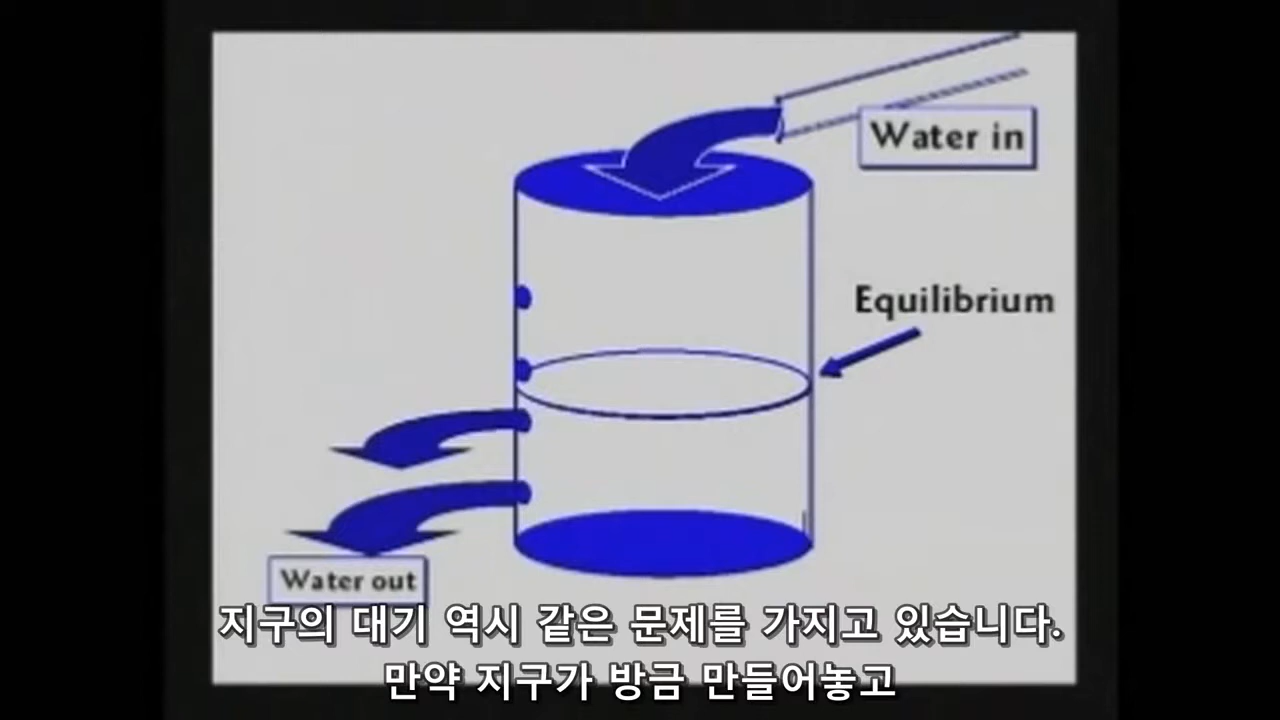 Water in
Equilibrium
Water out
지구의 대기 역시 같은 문제를 가지고 있습니다.
만약 지구가 방금 만들어놓고